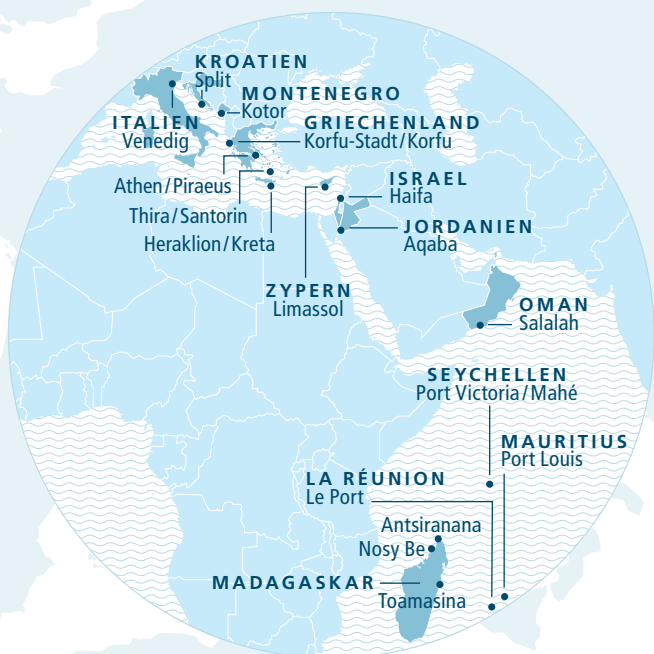 KROATIEN
Split
MONTENEGRO
Kotor
ITALIEN
Venedig
GRIECHENLAND
Korfu-Stadt/Korfu
Athen/Piraeus
Thira/Santorin
Heraklion/Kreta
ISRAEL
Haifa
JORDANIEN
Aqaba
ZYPERN
Limassol
OMAN
Salalah
SEYCHELLEN
Port Victoria/Mahé
MAURITIUS
Port Louis
LA RÉUNION
Le Port
Antsiranana
Nosy Be
MADAGASKAR
Toamasina